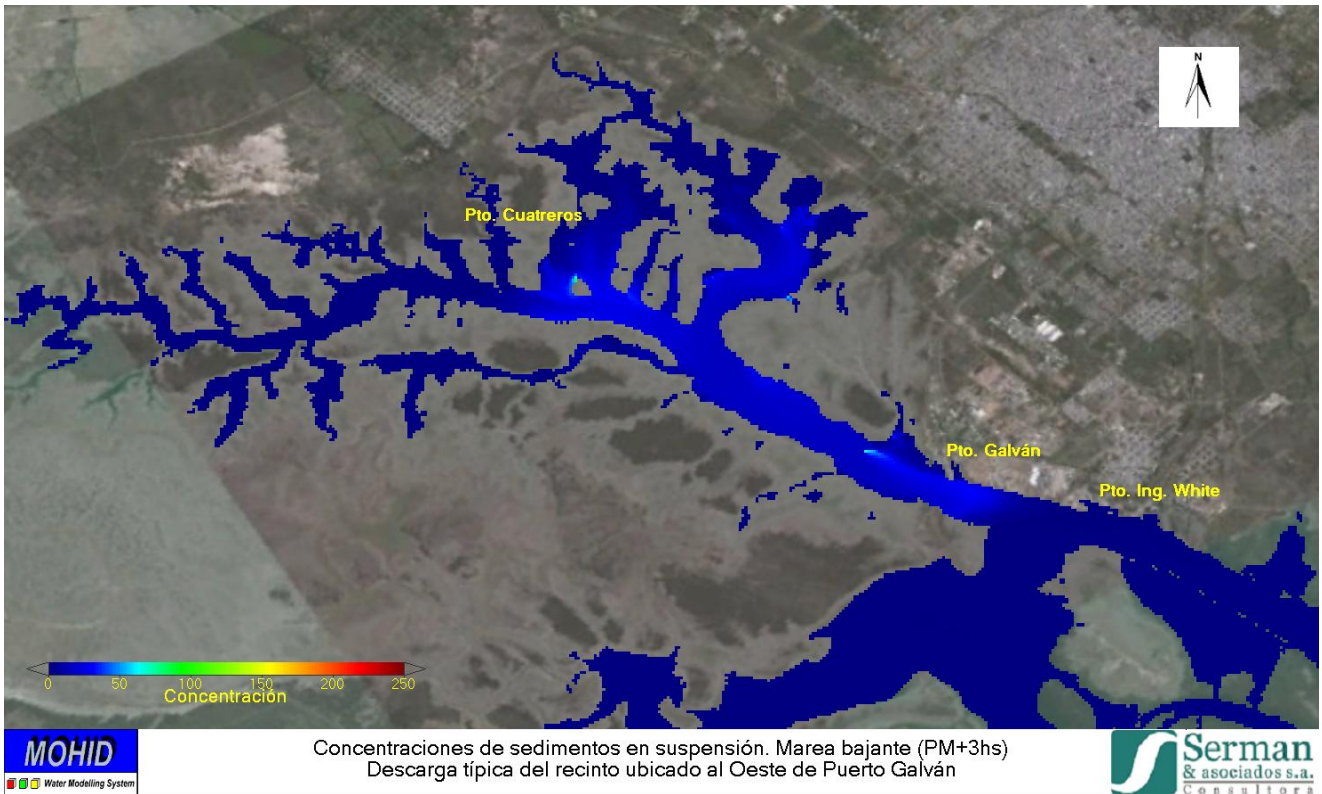 N
Pto. Cuatreros
Pto. Galván
Pto. Ing. White
0 50 100 150 200 250
Concentración
MOHID
Water Modelling System
Concentraciones de sedimentos en suspensión. Marea bajante (PM+3hs)
Descarga típica del recinto ubicado al Oeste de Puerto Galván
Serman
& asociados s.a.
Consultora